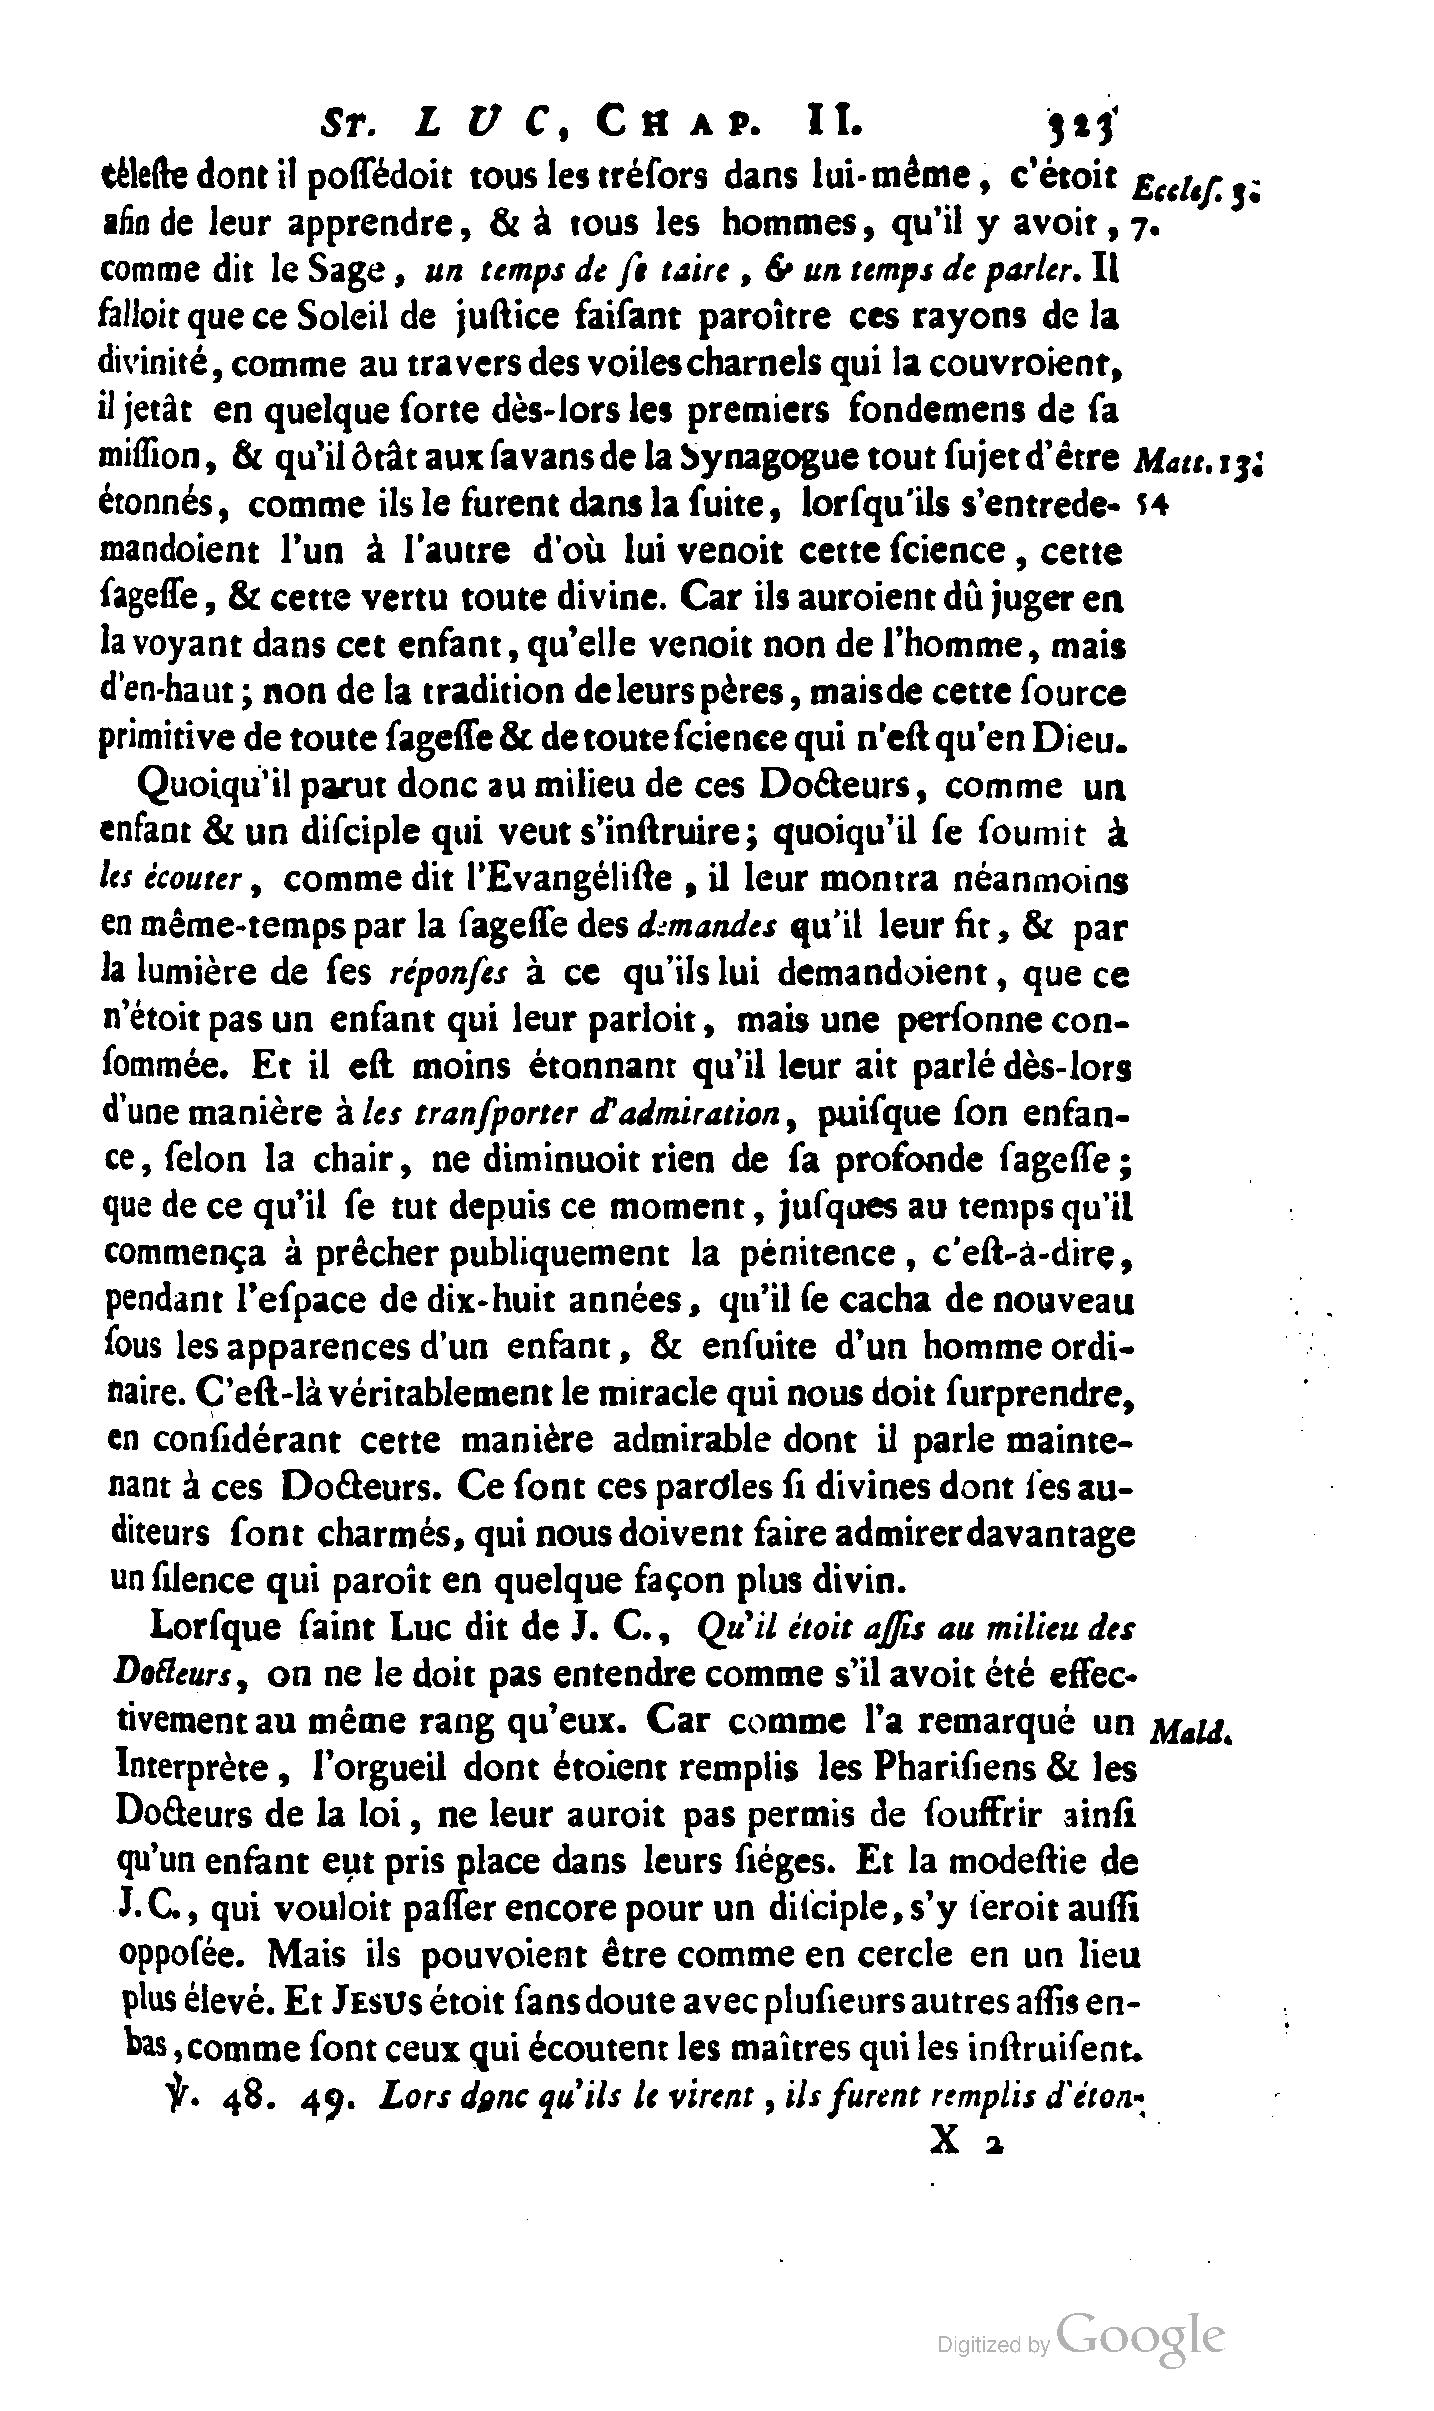 St. LUC, CHAP. II. 323
céleſte dont il poſſédoit tous les tréſors dans lui-même, c'étoit Eccleſ. 3.
afin de leur apprendre, & à tous les hommes, qu'il y avoit, 7.
comme dit le Sage, un temps de ſe taire, & un temps de parler. Il
falloit que ce Soleil de juſtice faiſant paroître ces rayons de la
divinité, comme au travers des voiles charnels qui la couvroient,
il jetât en quelque ſorte dès-lors les premiers fondemens de ſa
miſſion, & qu'il ôtât aux ſavans de la Synagogue tout ſujet d'être Matt. 13.
étonnés, comme ils le furent dans la ſuite, lorſqu'ils s'entrede- 54
mandoient l'un à l'autre d'où lui venoit cette ſcience, cette
ſageſſe, & cette vertu toute divine. Car ils auroient dû juger en
la voyant dans cet enfant, qu'elle venoit non de l'homme, mais
d'en-haut; non de la tradition de leurs pères, mais de cette ſource
primitive de toute ſageſſe & de toute ſcience qui n'eſt qu'en Dieu.
Quoiqu'il parut donc au milieu de ces Docteurs, comme un
enfant & un diſciple qui veut s'inſtruire; quoiqu'il ſe ſoumit à
les écouter, comme dit l'Evangéliſte, il leur montra néanmoins
en même-temps par la ſageſſe des demandes qu'il leur fit, & par
la lumière de ſes réponſes à ce qu'ils lui demandoient, que ce
n'étoit pas un enfant qui leur parloit, mais une perſonne con-
ſommée. Et il eſt moins étonnant qu'il leur ait parlé dès-lors
d'une manière à les tranſporter d'admiration, puiſque ſon enfan-
ce, ſelon la chair, ne diminuoit rien de ſa profonde ſageſſe;
que de ce qu'il ſe tut depuis ce moment, juſques au temps qu'il
commença à prêcher publiquement la pénitence, c'eſt-à-dire,
pendant l'eſpace de dix-huit années, qu'il ſe cacha de nouveau
ſous les apparences d'un enfant, & enſuite d'un homme ordi-
naire. C'eſt-là véritablement le miracle qui nous doit ſurprendre,
en conſidérant cette manière admirable dont il parle mainte-
nant à ces Docteurs. Ce ſont ces paroles ſi divines dont ſes au-
diteurs ſont charmés, qui nous doivent faire admirer davantage
un ſilence qui paroît en quelque façon plus divin.
Lorſque ſaint Luc dit de J. C., Qu'il étoit aſſis au milieu des
Docteurs, on ne le doit pas entendre comme s'il avoit été effec-
tivement au même rang qu'eux. Car comme l'a remarqué un Mald.
Interprète, l'orgueil dont étoient remplis les Phariſiens & les
Docteurs de la loi, ne leur auroit pas permis de ſouffrir ainſi
qu'un enfant eut pris place dans leurs ſiéges. Et la modeſtie de
J. C., qui vouloit paſſer encore pour un diſciple, s'y ſeroit auſſi
oppoſée. Mais ils pouvoient être comme en cercle en un lieu
plus élevé. Et JESUS étoit ſans doute avec pluſieurs autres aſſis en-
bas, comme ſont ceux qui écoutent les maîtres qui les inſtruiſent.
℣. 48. 49. Lors donc qu'ils le virent, ils furent remplis d'éton-
X 2
Digitized by Google